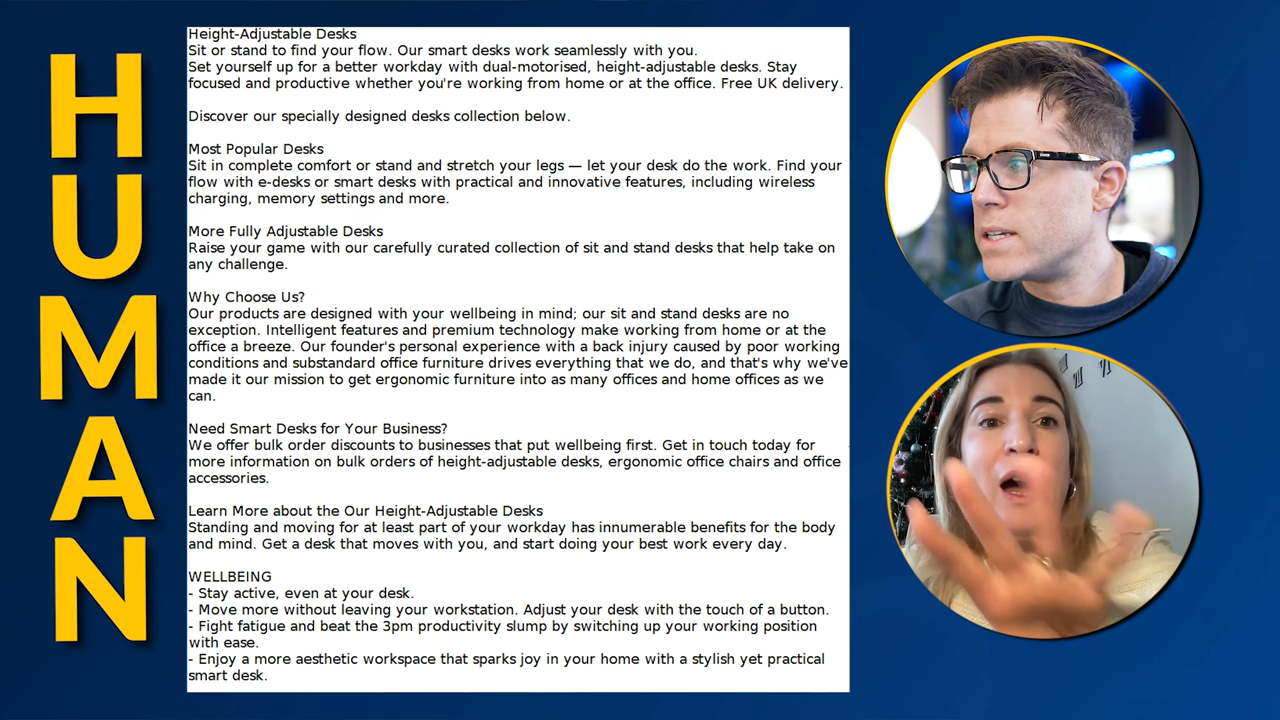 HUMAN
Height-Adjustable Desks
Sit or stand to find your flow. Our smart desks work seamlessly with you.
Set yourself up for a better workday with dual-motorised, height-adjustable desks. Stay
focused and productive whether you're working from home or at the office. Free UK delivery.
Discover our specially designed desks collection below.
Most Popular Desks
Sit in complete comfort or stand and stretch your legs — let your desk do the work. Find your
flow with e-desks or smart desks with practical and innovative features, including wireless
charging, memory settings and more.
More Fully Adjustable Desks
Raise your game with our carefully curated collection of sit and stand desks that help take on
any challenge.
Why Choose Us?
Our products are designed with your wellbeing in mind; our sit and stand desks are no
exception. Intelligent features and premium technology make working from home or at the
office a breeze. Our founder's personal experience with a back injury caused by poor working
conditions and substandard office furniture drives everything that we do, and that's why we've
made it our mission to get ergonomic furniture into as many offices and home offices as we
can.
Need Smart Desks for Your Business?
We offer bulk order discounts to businesses that put wellbeing first. Get in touch today for
more information on bulk orders of height-adjustable desks, ergonomic office chairs and office
accessories.
Learn More about the Our Height-Adjustable Desks
Standing and moving for at least part of your workday has innumerable benefits for the body
and mind. Get a desk that moves with you, and start doing your best work every day.
WELLBEING
- Stay active, even at your desk.
- Move more without leaving your workstation. Adjust your desk with the touch of a button.
- Fight fatigue and beat the 3pm productivity slump by switching up your working position
with ease.
- Enjoy a more aesthetic workspace that sparks joy in your home with a stylish yet practical
smart desk.